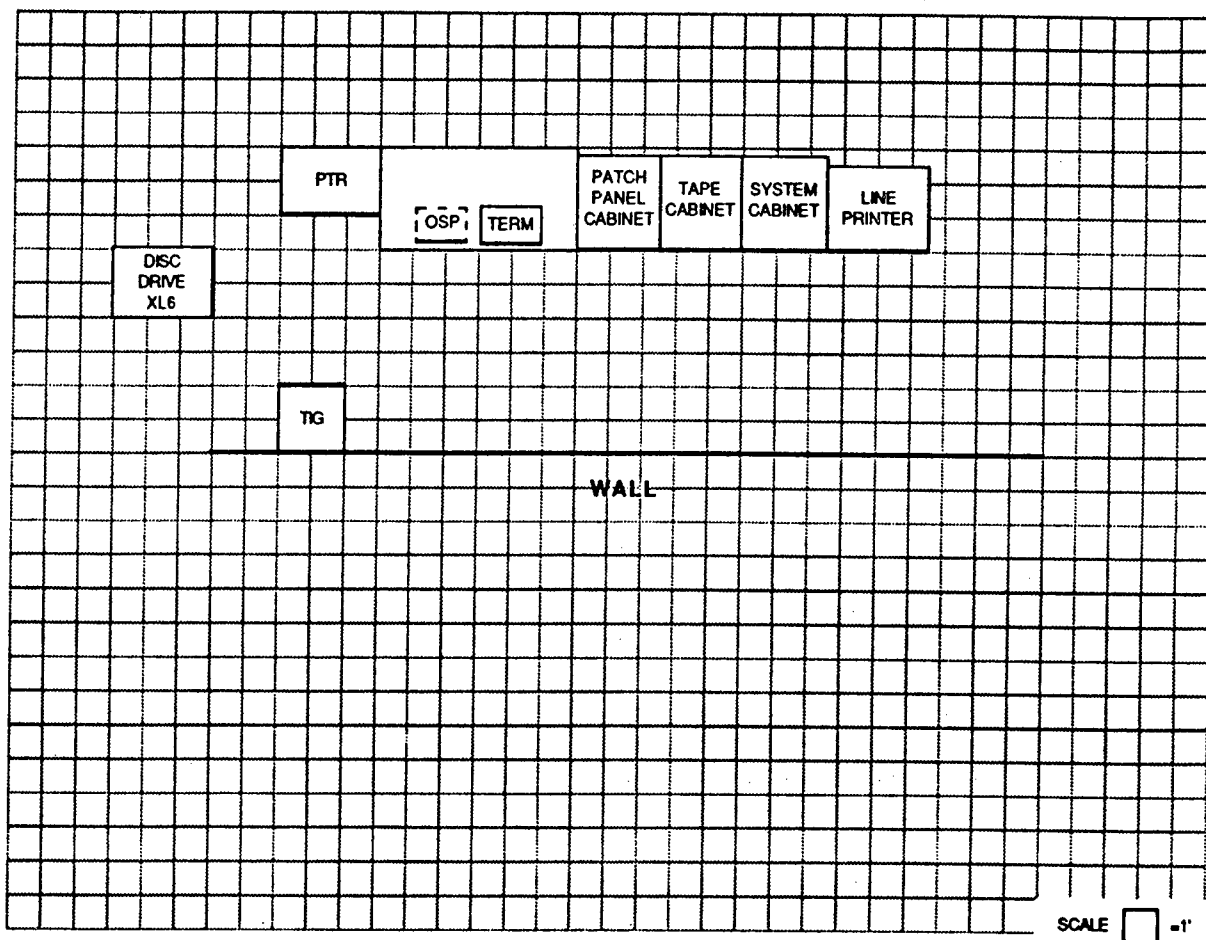 PTR
OSP
TERM
PATCH
PANEL
CABINET
TAPE
CABINET
SYSTEM
CABINET
LINE
PRINTER
DISC
DRIVE
XL6
TIG
WALL
SCALE =1'